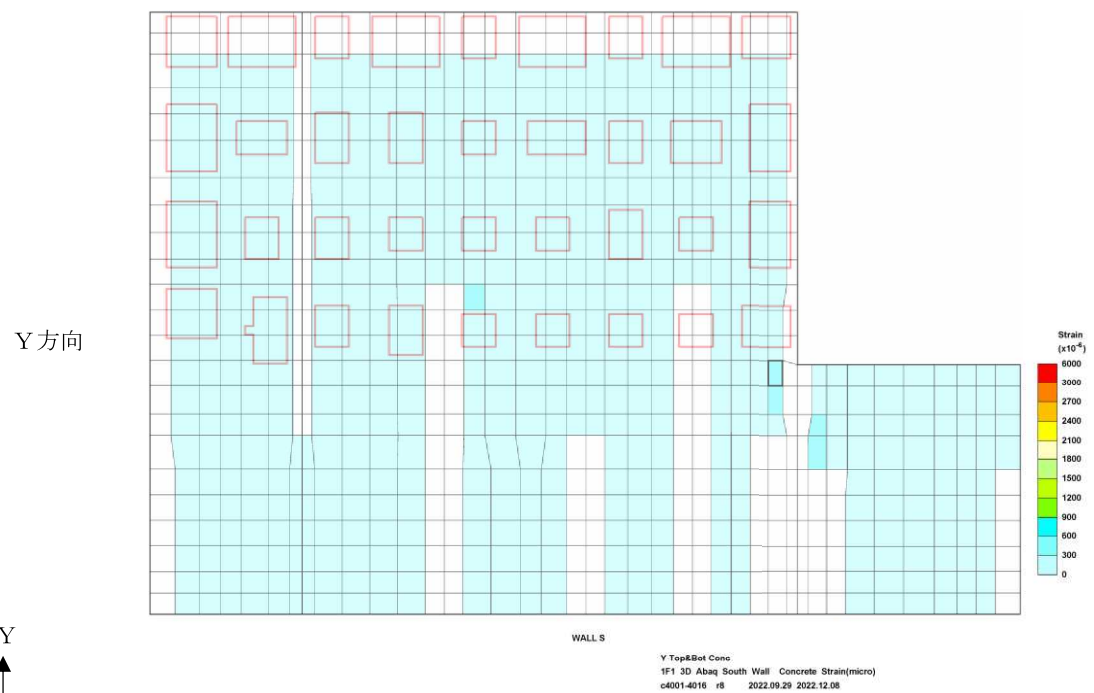 Y方向
Strain
(x10⁻⁶)
6000
3000
2700
2400
2100
1800
1500
1200
900
600
300
0
WALL S
Y
Y Top&Bot Conc
1F1 3D Abaq South Wall Concrete Strain(micro)
c4001-4016 r8 2022.09.29 2022.12.08